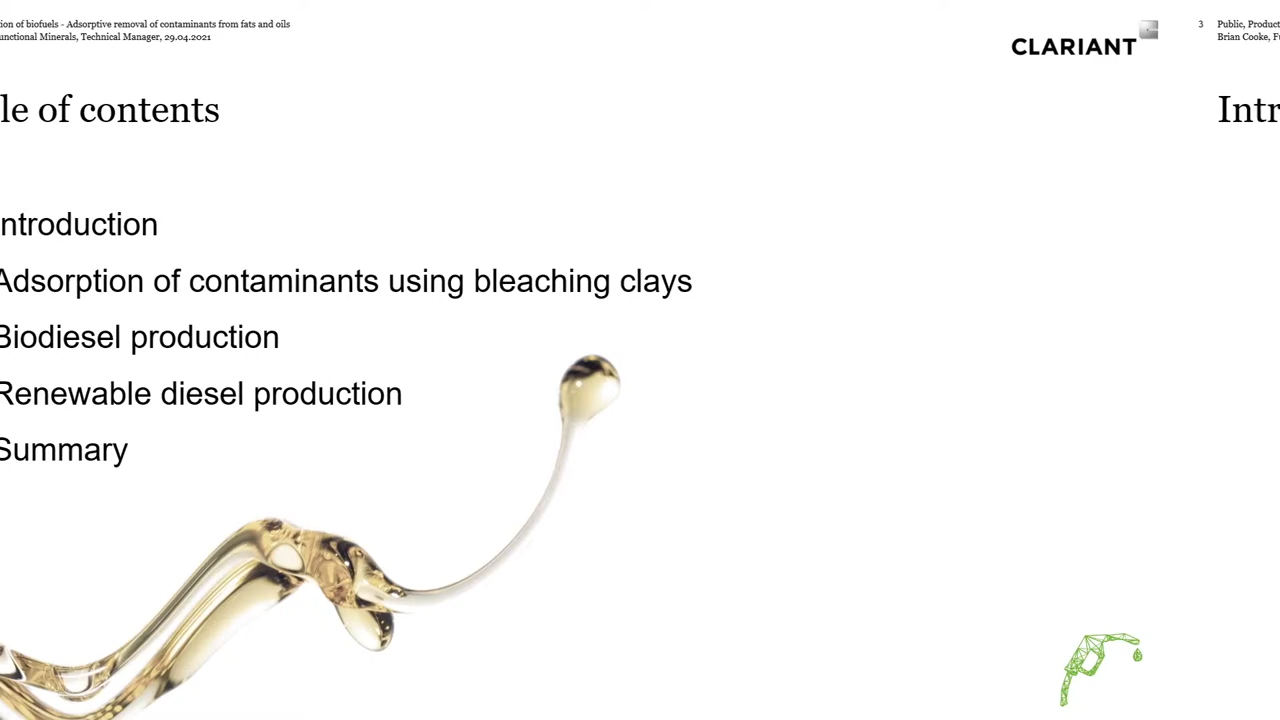 ion of biofuels - Adsorptive removal of contaminants from fats and oils
unctional Minerals, Technical Manager, 29.04.2021
CLARIANT
3 Public, Product
Brian Cooke, Fu
le of contents
Intr
ntroduction
Adsorption of contaminants using bleaching clays
Biodiesel production
Renewable diesel production
Summary